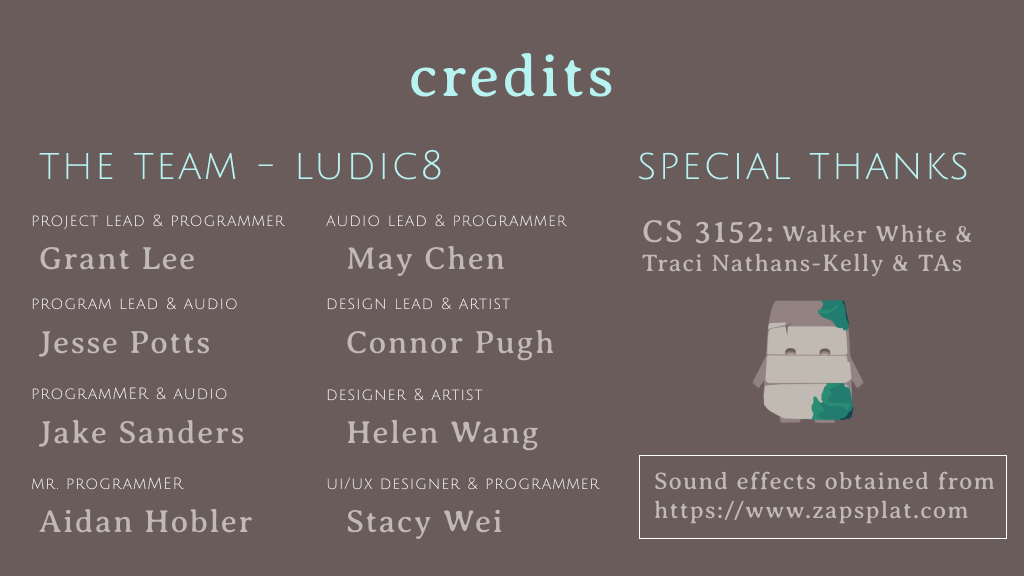 credits
THE TEAM - LUDIC8
PROJECT LEAD & PROGRAMMER
Grant Lee
AUDIO LEAD & PROGRAMMER
May Chen
PROGRAM LEAD & AUDIO
Jesse Potts
DESIGN LEAD & ARTIST
Connor Pugh
PROGRAMMER & AUDIO
Jake Sanders
DESIGNER & ARTIST
Helen Wang
MR. PROGRAMMER
Aidan Hobler
UI/UX DESIGNER & PROGRAMMER
Stacy Wei
SPECIAL THANKS
CS 3152: Walker White &
Traci Nathans-Kelly & TAs
Sound effects obtained from
https://www.zapsplat.com